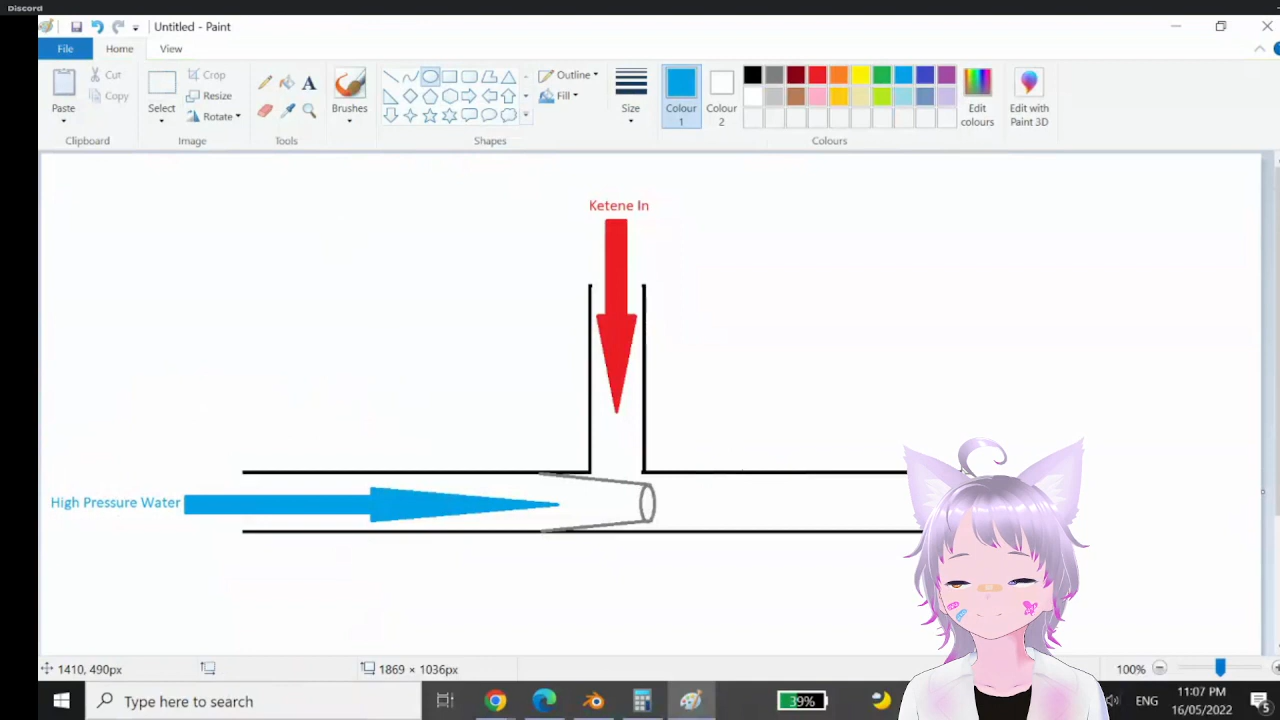 Discord
Untitled - Paint
File Home View
Paste
Cut
Copy
Clipboard
Select
Crop
Resize
Rotate
Image
Tools
Brushes
Shapes
Outline
Fill
Size
Colour 1
Colour 2
Colours
Edit colours
Edit with Paint 3D
Ketene In
High Pressure Water
1410, 490px
1869 × 1036px
100%
Type here to search
39%
ENG
11:07 PM
16/05/2022
5